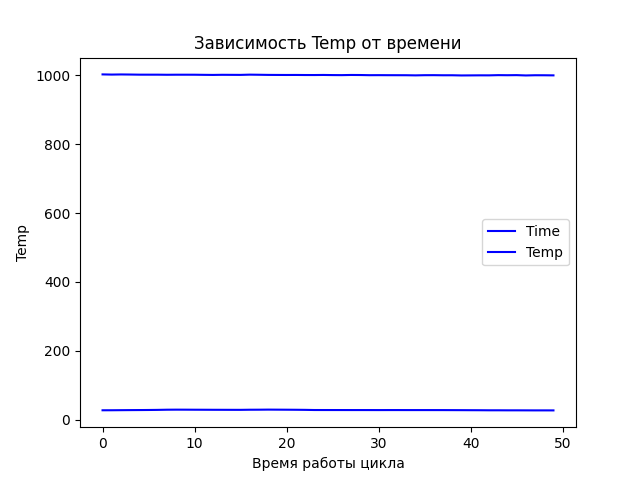 Зависимость Temp от времени
1000
800
600
400
200
0
Temp
Time
Temp
0 10 20 30 40 50
Время работы цикла